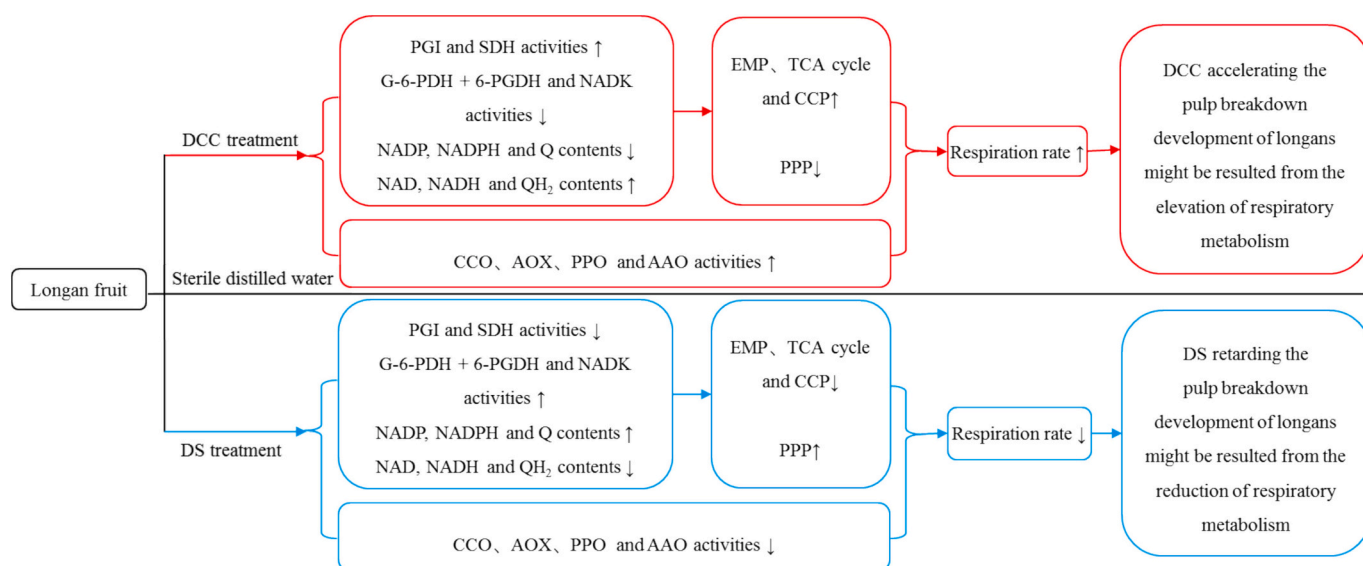 Longan fruit
DCC treatment
Sterile distilled water
DS treatment
PGI and SDH activities ↑
G-6-PDH + 6-PGDH and NADK
activities ↓
NADP, NADPH and Q contents ↓
NAD, NADH and QH₂ contents ↑
EMP、TCA cycle
and CCP↑
PPP↓
CCO、AOX、PPO and AAO activities ↑
Respiration rate ↑
DCC accelerating the
pulp breakdown
development of longans
might be resulted from the
elevation of respiratory
metabolism
PGI and SDH activities ↓
G-6-PDH + 6-PGDH and NADK
activities ↑
NADP, NADPH and Q contents ↑
NAD, NADH and QH₂ contents ↓
EMP、TCA cycle
and CCP↓
PPP↑
CCO、AOX、PPO and AAO activities ↓
Respiration rate ↓
DS retarding the
pulp breakdown
development of longans
might be resulted from the
reduction of respiratory
metabolism